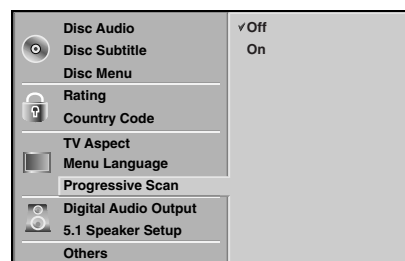 Disc Audio
Disc Subtitle
Disc Menu
Rating
Country Code
TV Aspect
Menu Language
Progressive Scan
Digital Audio Output
5.1 Speaker Setup
Others
✓Off
On